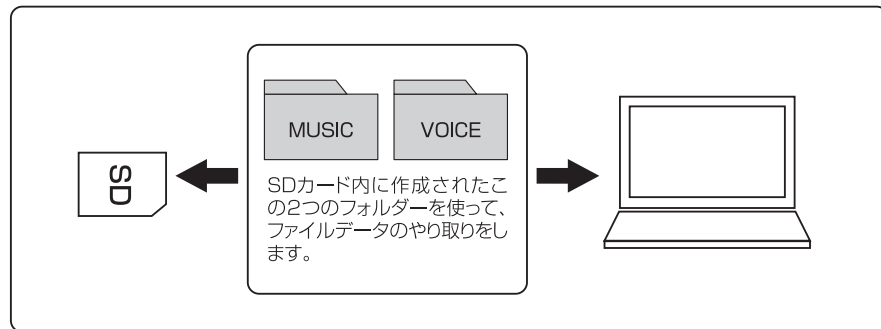 SD
MUSIC
VOICE
SDカード内に作成されたこ
の2つのフォルダーを使って、
ファイルデータのやり取りをし
ます。